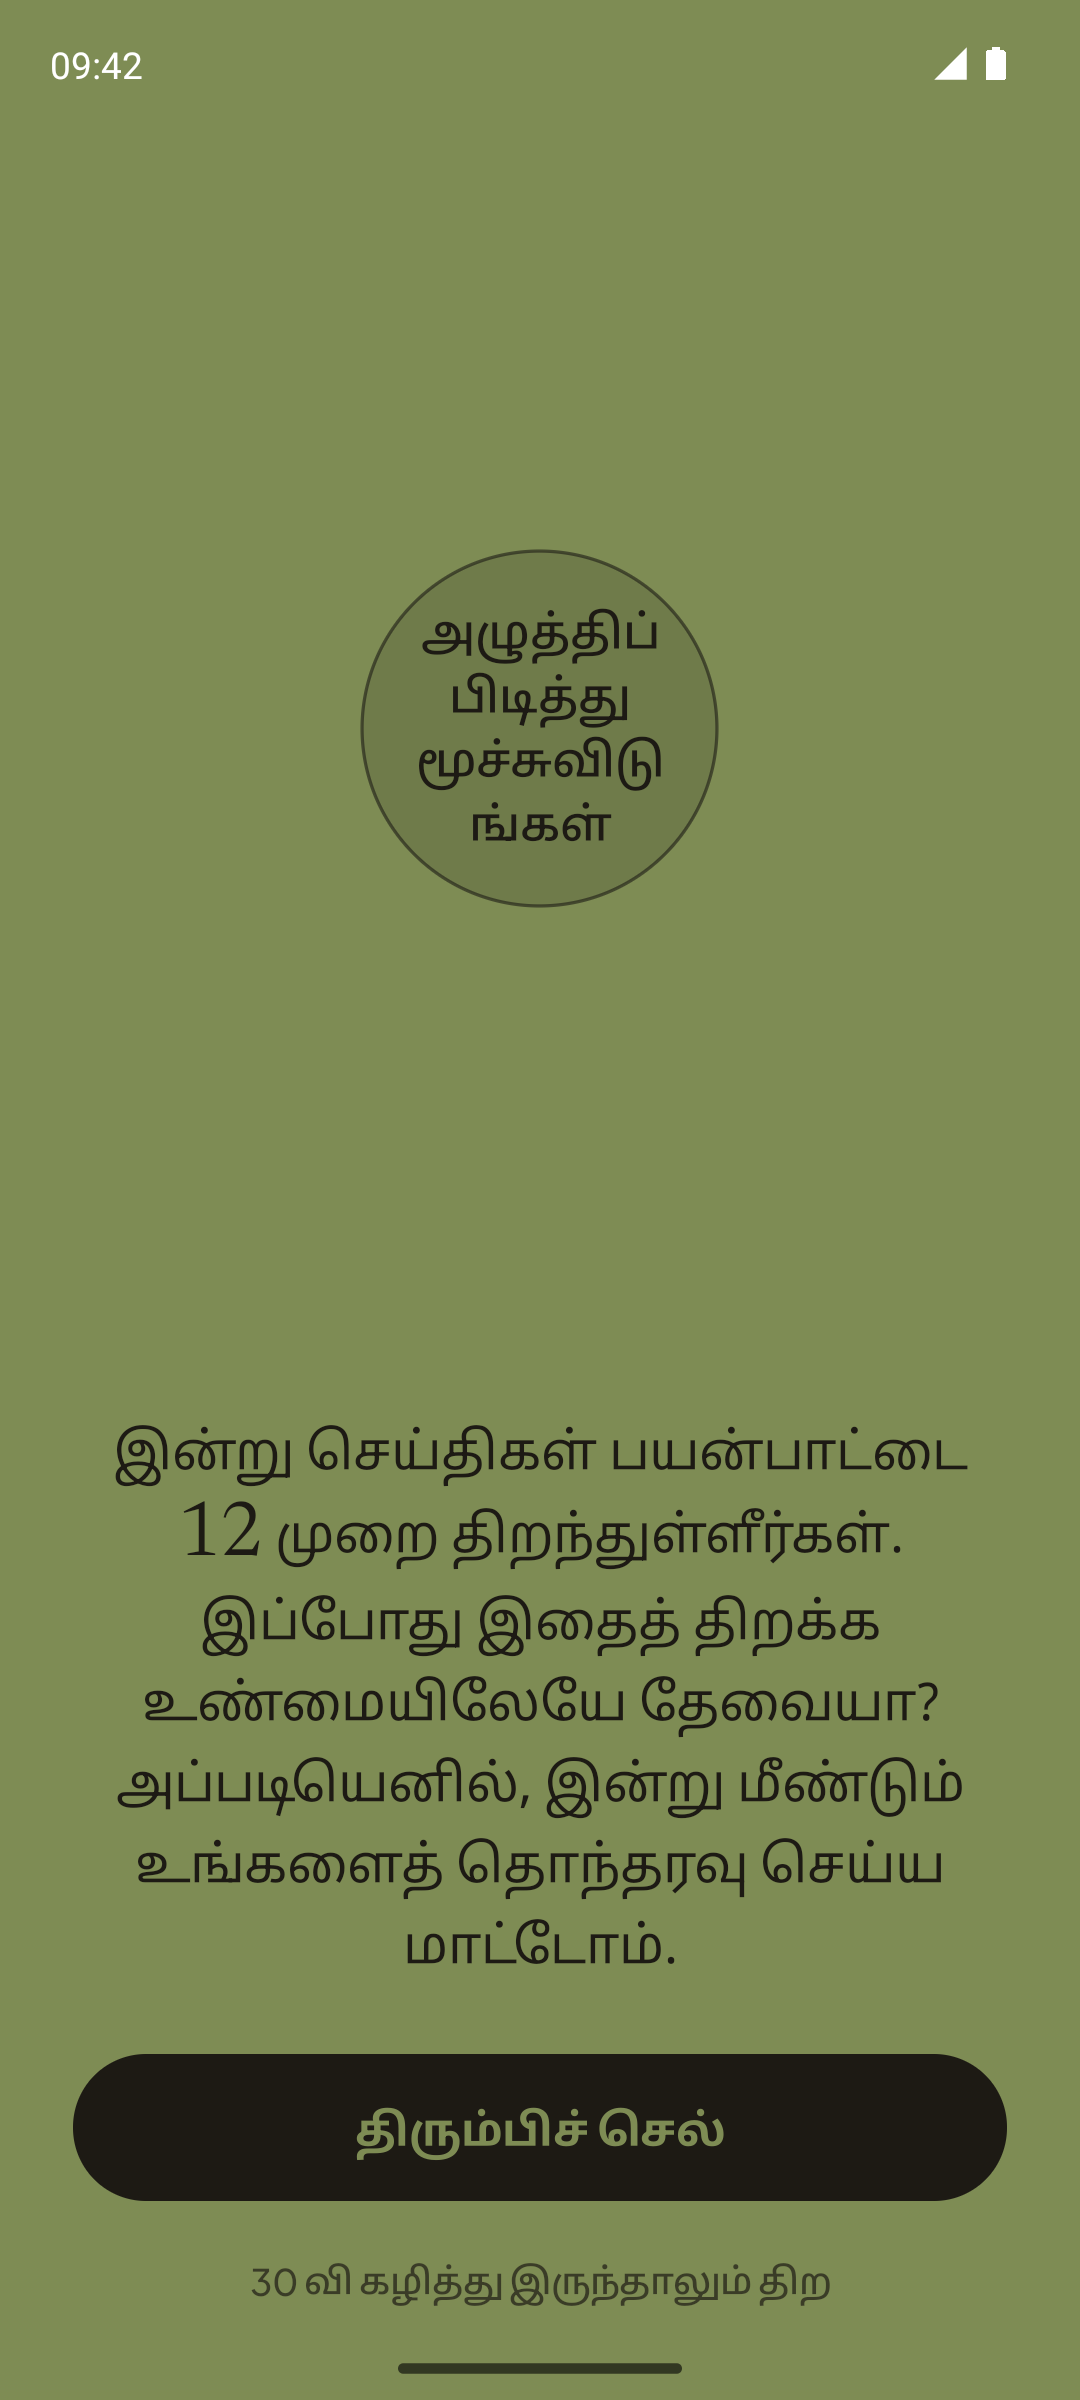 09:42
அழுத்திப்
பிடித்து
மூச்சுவிடு
ங்கள்
இன்று செய்திகள் பயன்பாட்டை
12 முறை திறந்துள்ளீர்கள்.
இப்போது இதைத் திறக்க
உண்மையிலேயே தேவையா?
அப்படியெனில், இன்று மீண்டும்
உங்களைத் தொந்தரவு செய்ய
மாட்டோம்.
திரும்பிச் செல்
30 வி கழித்து இருந்தாலும் திற